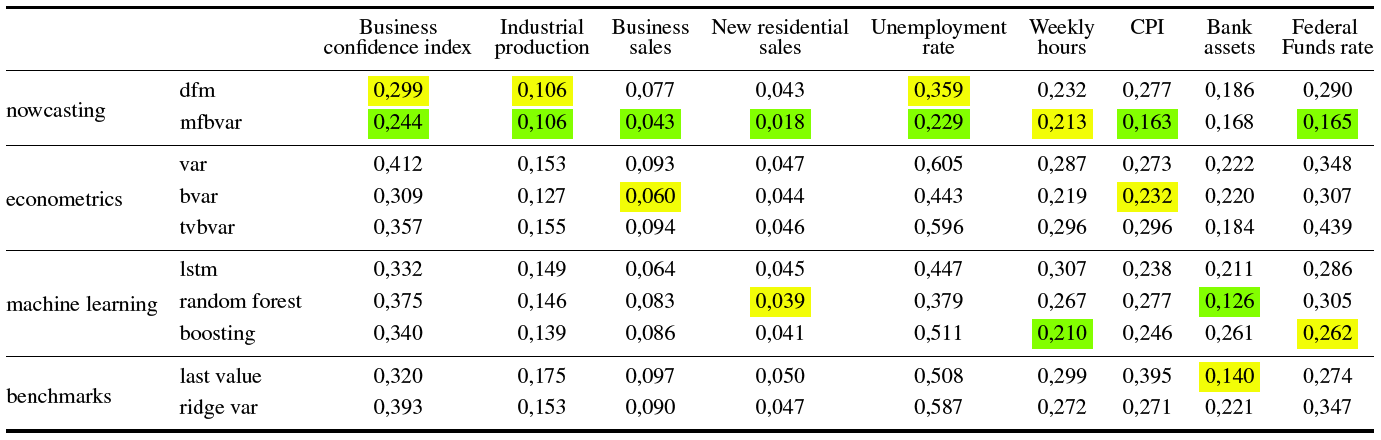 Business Industrial Business New residential Unemployment Weekly CPI Bank Federal
confidence index production sales sales rate hours assets Funds rate
nowcasting
dfm 0,299 0,106 0,077 0,043 0,359 0,232 0,277 0,186 0,290
mfbvar 0,244 0,106 0,043 0,018 0,229 0,213 0,163 0,168 0,165
econometrics
var 0,412 0,153 0,093 0,047 0,605 0,287 0,273 0,222 0,348
bvar 0,309 0,127 0,060 0,044 0,443 0,219 0,232 0,220 0,307
tvbvar 0,357 0,155 0,094 0,046 0,596 0,296 0,296 0,184 0,439
machine learning
lstm 0,332 0,149 0,064 0,045 0,447 0,307 0,238 0,211 0,286
random forest 0,375 0,146 0,083 0,039 0,379 0,267 0,277 0,126 0,305
boosting 0,340 0,139 0,086 0,041 0,511 0,210 0,246 0,261 0,262
benchmarks
last value 0,320 0,175 0,097 0,050 0,508 0,299 0,395 0,140 0,274
ridge var 0,393 0,153 0,090 0,047 0,587 0,272 0,271 0,221 0,347